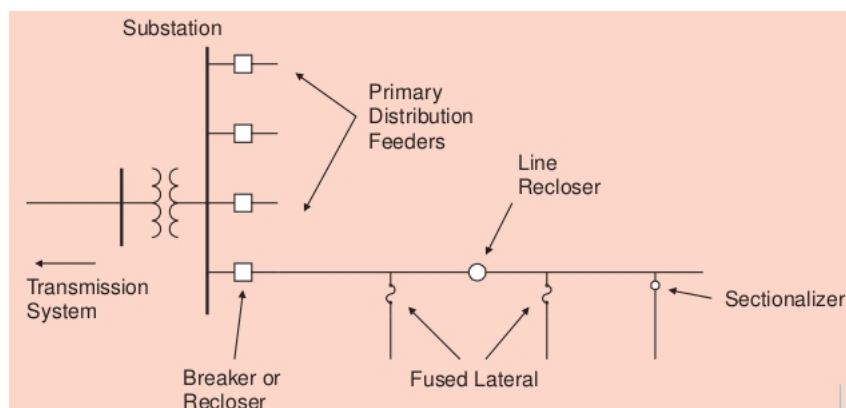 Substation
Primary
Distribution
Feeders
Line
Recloser
Transmission
System
Sectionalizer
Breaker or
Recloser
Fused Lateral